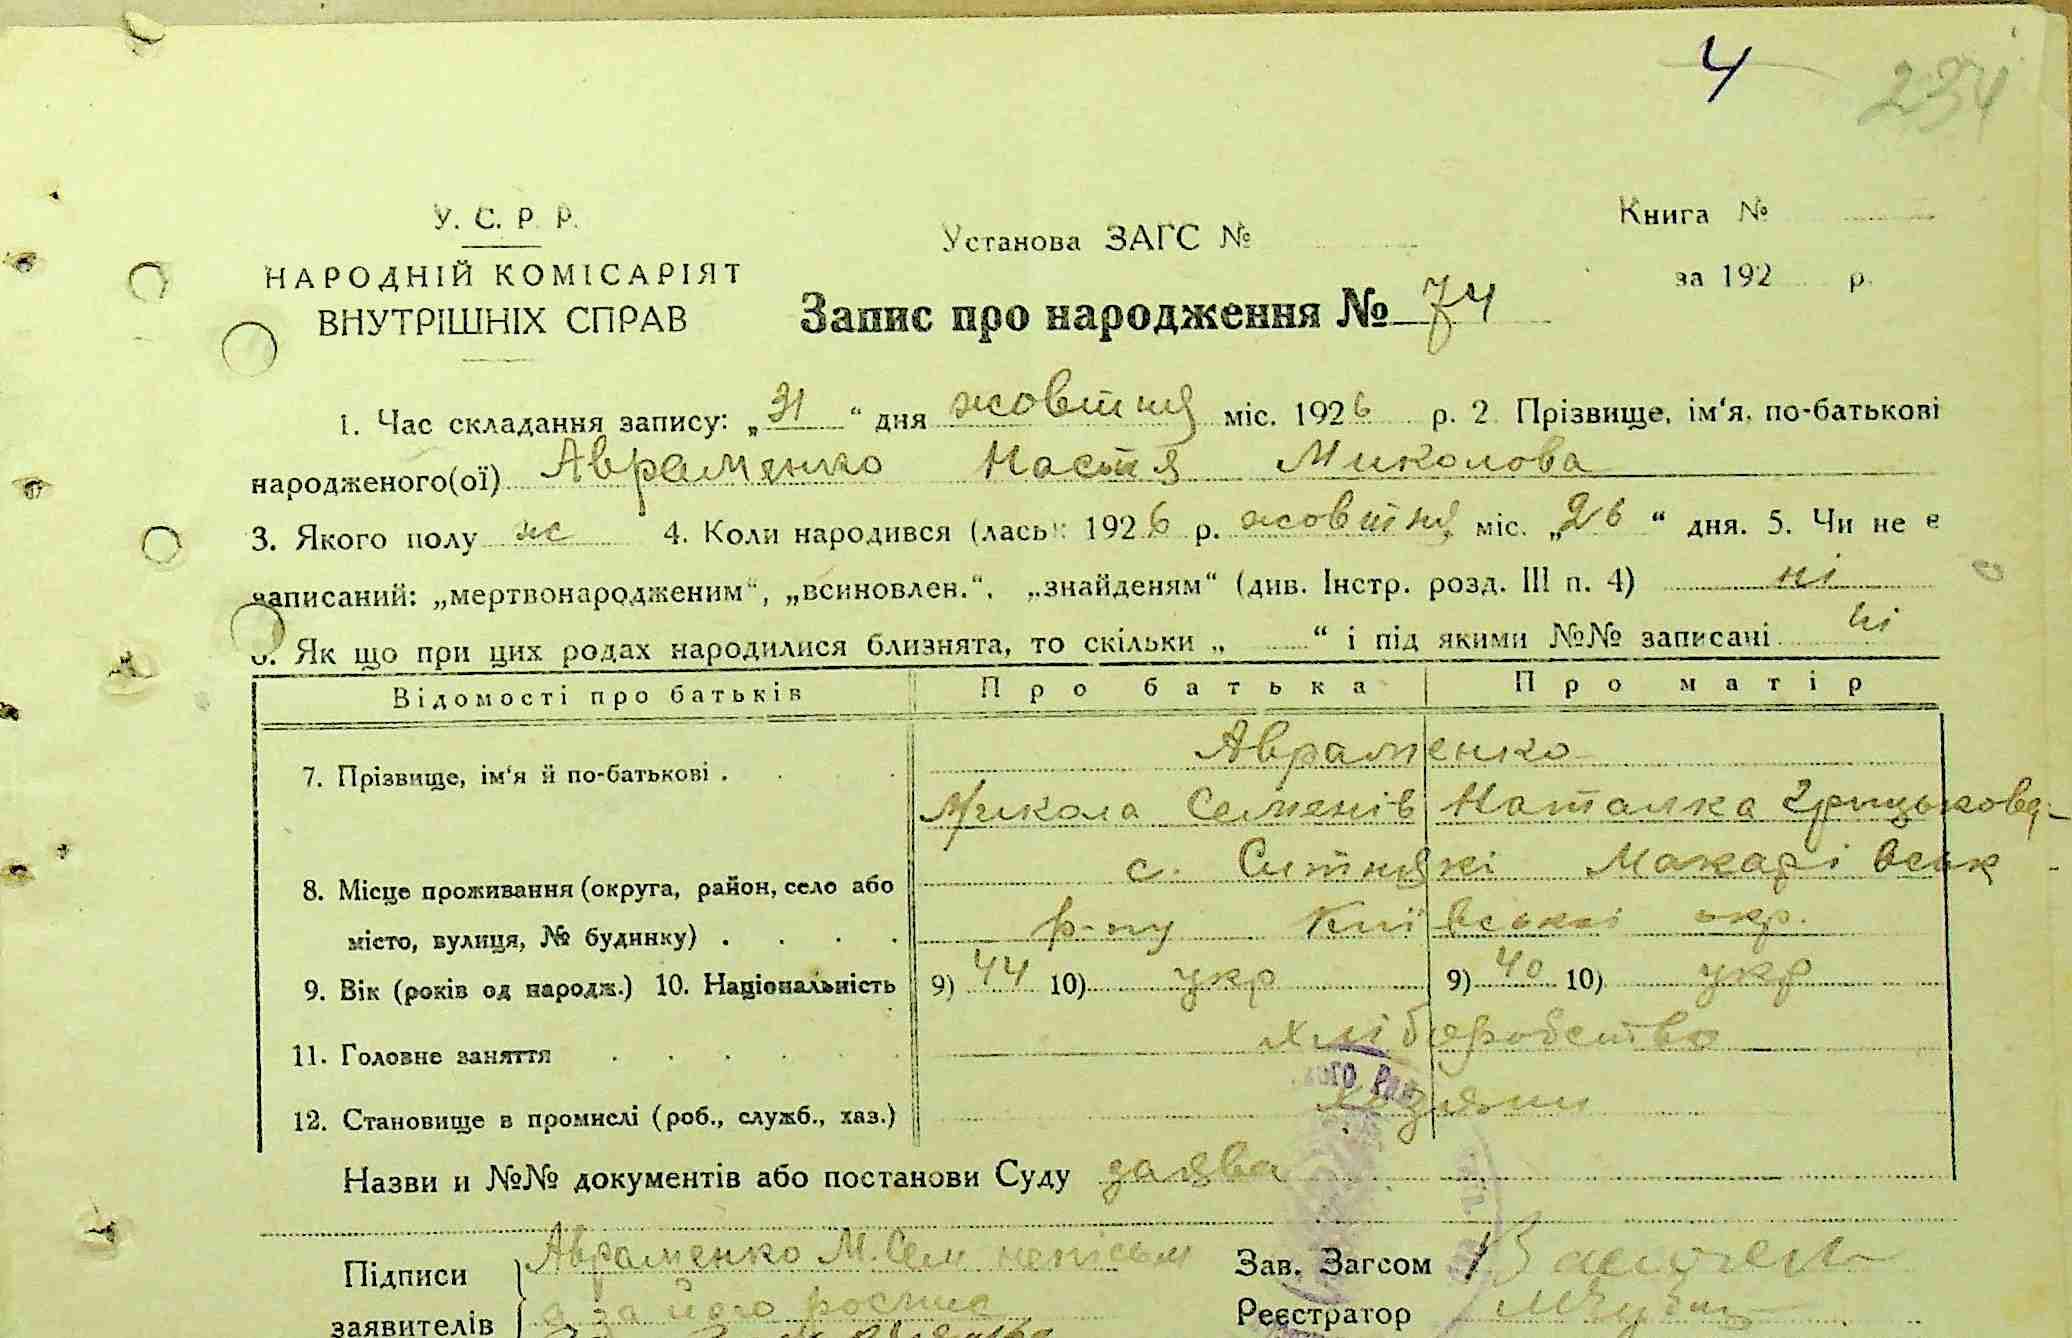 4
234
У. С. Р. Р.
НАРОДНІЙ КОМІСАРІЯТ
ВНУТРІШНІХ СПРАВ
Установа ЗАГС №
Книга №
за 192 р.
Запис про народження № 74
1. Час складання запису: „31“ дня жовтня міс. 1926 р. 2. Прізвище, ім‘я, по-батькові
народженого(ої) Авраменко Настя Миколова
3. Якого полу ж 4. Коли народився (лась) 1926 р. жовтня міс. „26“ дня. 5. Чи не є
записаний: „мертвонародженим“, „всиновлен.“, „знайденям“ (див. Інстр. розд. III п. 4) ні
6. Як що при цих родах народилися близнята, то скільки „ “ і під якими №№ записані ні
Відомості про батьків Про батька Про матір
7. Прізвище, ім‘я й по-батькові . Авраменко
Микола Семенів Наталка Грицькова
8. Місце проживання (округа, район, село або с. Ситнякі Макарівськ
місто, вулиця, № будинку) . . . . р-ну Київськоі окр.
9. Вік (років од народж.) 10. Національність 9) 44 10) укр 9) 40 10) укр
11. Головне заняття хліборобство
12. Становище в промислі (роб., служб., хаз.) хозяїн
Назви и №№ документів або постанови Суду заява
Підписи Авраменко М. Сем непісьм Зав. Загсом
заявителів а за його роспис Реєстратор